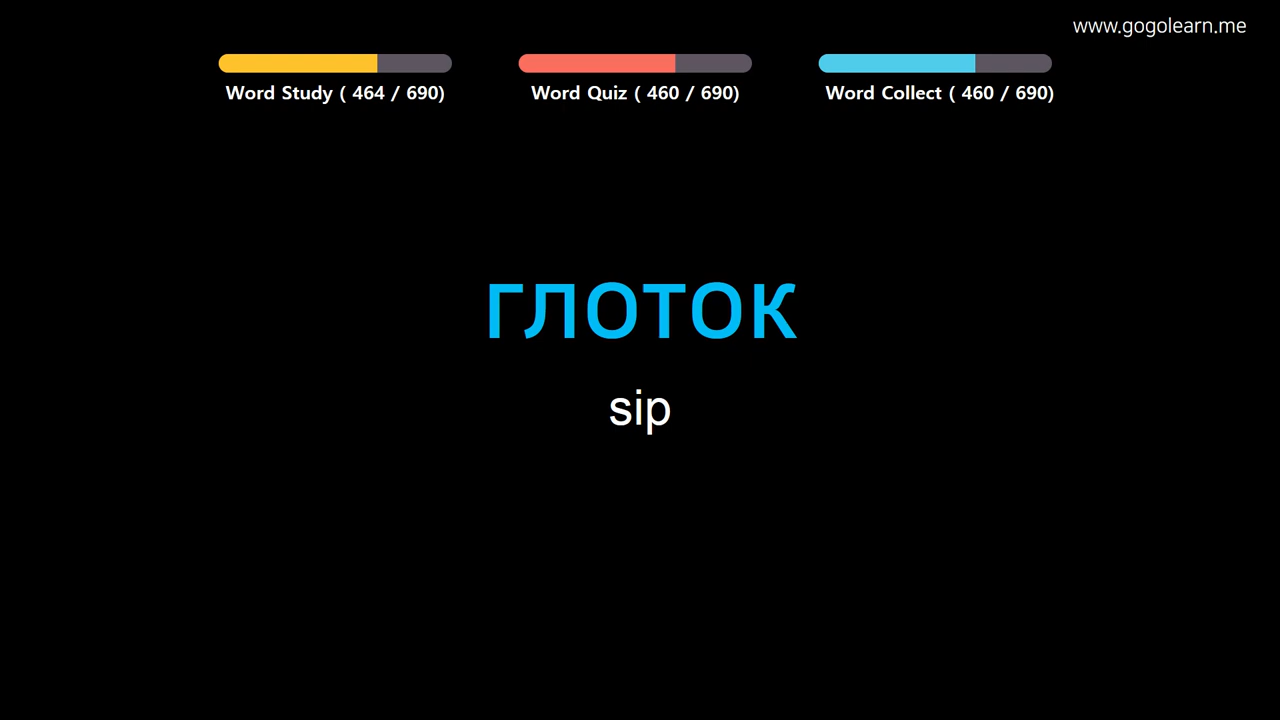 www.gogolearn.me
Word Study ( 464 / 690)
Word Quiz ( 460 / 690)
Word Collect ( 460 / 690)
глоток
sip